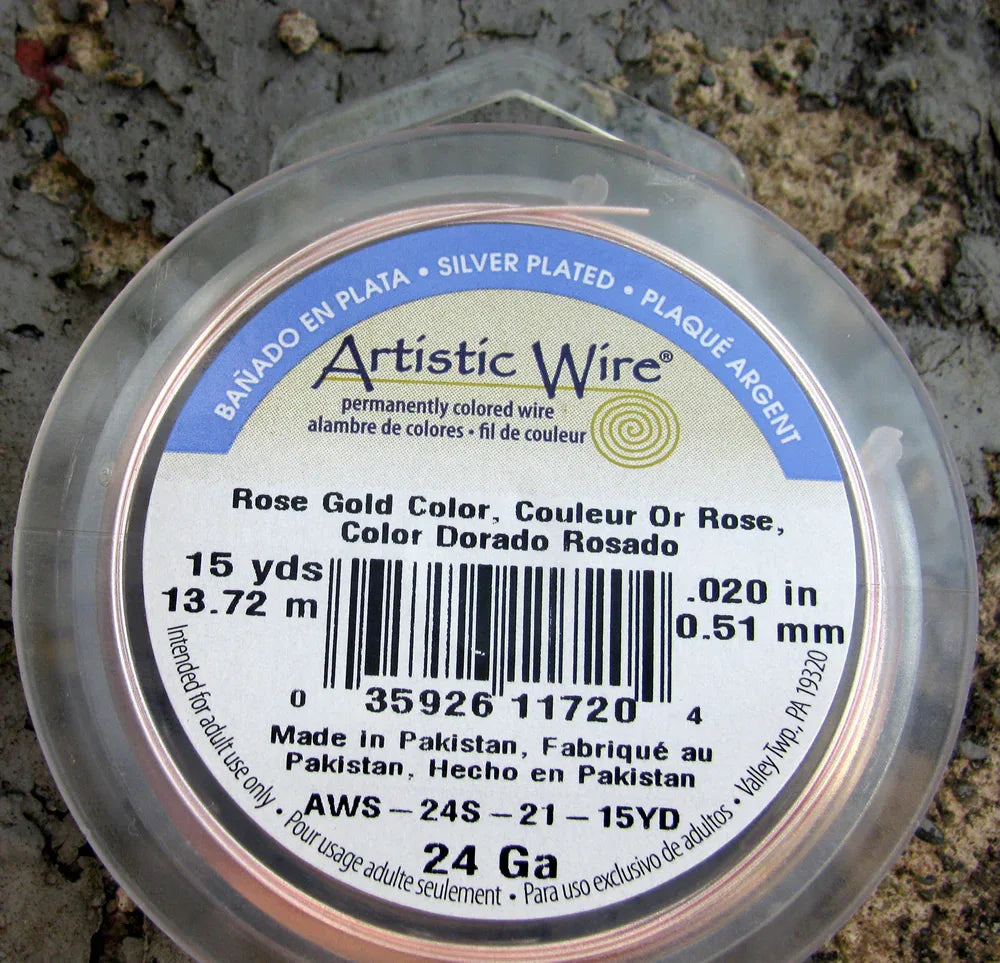 BAÑADO EN PLATA • SILVER PLATED • PLAQUÉ ARGENT
Artistic Wire®
permanently colored wire
alambre de colores • fil de couleur
Rose Gold Color, Couleur Or Rose,
Color Dorado Rosado
15 yds
.020 in
13.72 m
0.51 mm
0 35926 11720 4
Made in Pakistan, Fabriqué au
Pakistan, Hecho en Pakistan
AWS-24S-21-15YD
24 Ga
Intended for adult use only • Pour usage adulte seulement • Para uso exclusivo de adultos • Valley Twp, PA 19320